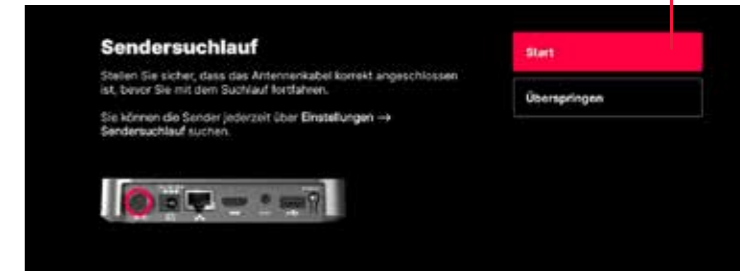 Sendersuchlauf
Stellen Sie sicher, dass das Antennenkabel korrekt angeschlossen
ist, bevor Sie mit dem Suchlauf fortfahren.
Sie können die Sender jederzeit über Einstellungen →
Sendersuchlauf suchen.
Start
Überspringen